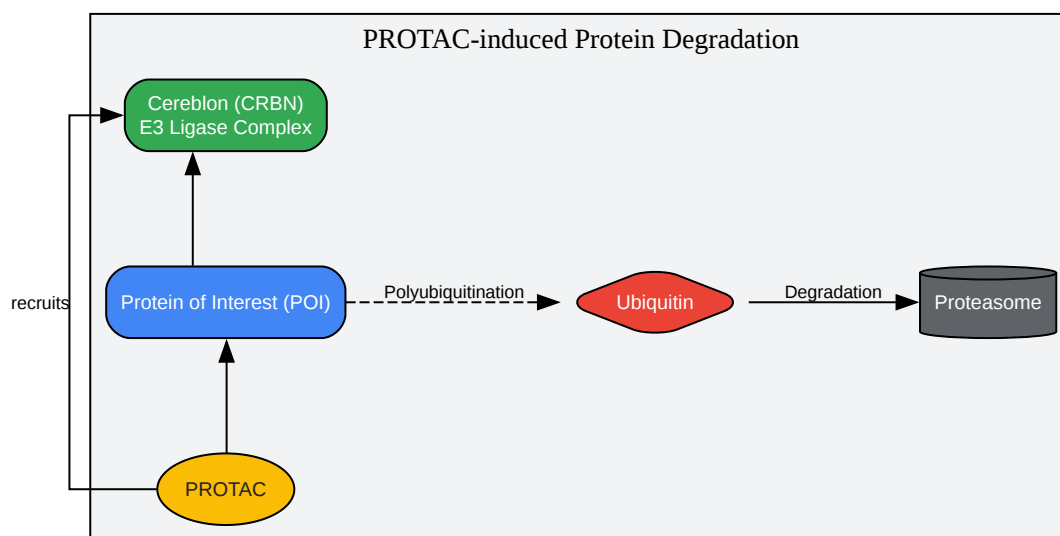 PROTAC-induced Protein Degradation
Cereblon (CRBN)
E3 Ligase Complex
recruits
Protein of Interest (POI)
Polyubiquitination
Ubiquitin
Degradation
Proteasome
PROTAC